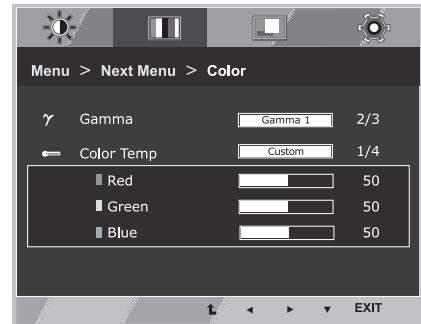 Menu > Next Menu > Color
γ Gamma Gamma 1 2/3
Color Temp Custom 1/4
Red 50
Green 50
Blue 50
EXIT